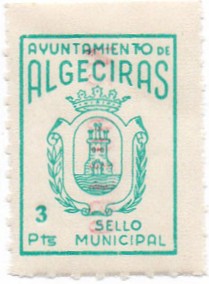 AYUNTAMIENTO DE
ALGECIRAS
3 SELLO
Pts MUNICIPAL